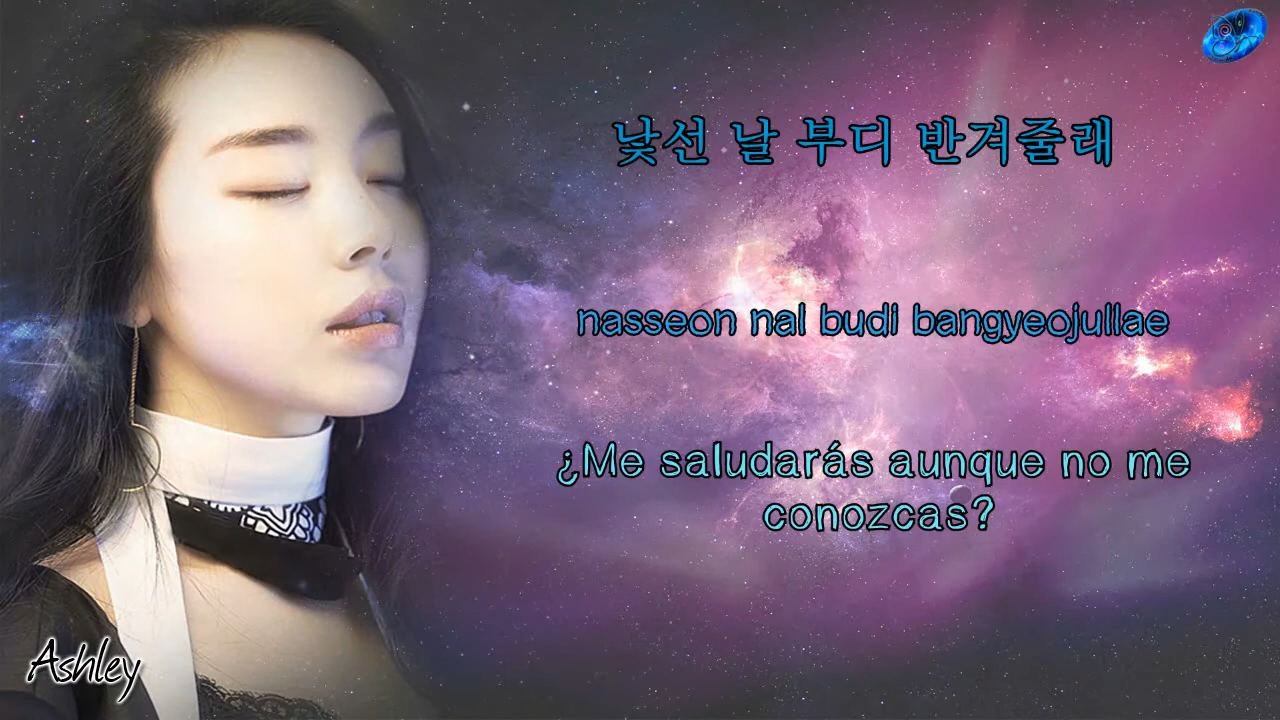 낯선 날 부디 반겨줄래
nasseon nal budi bangyeojullae
¿Me saludarás aunque no me
conozcas?
Ashley